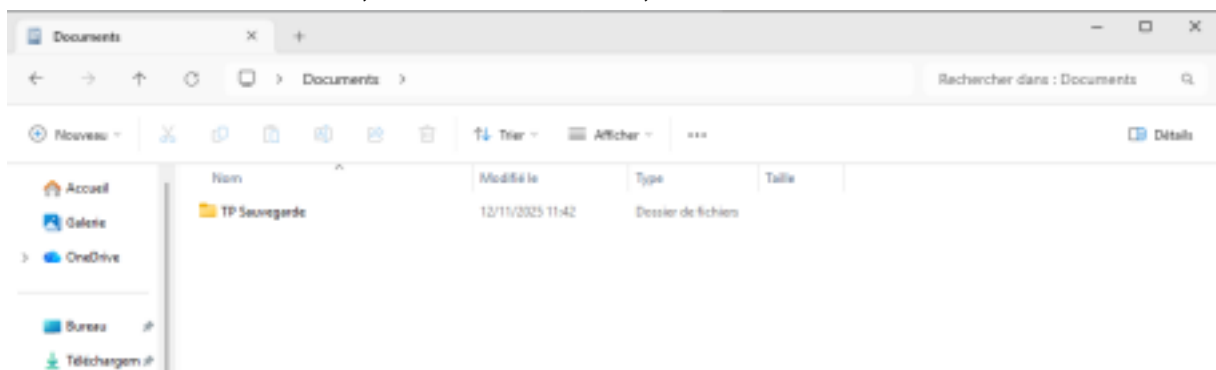 Documents
Documents
Rechercher dans : Documents
Nouveau
Trier
Afficher
Détails
Nom
Modifié le
Type
Taille
Accueil
TP Sauvegarde
12/11/2025 11:42
Dossier de fichiers
Galerie
OneDrive
Bureau
Téléchargem